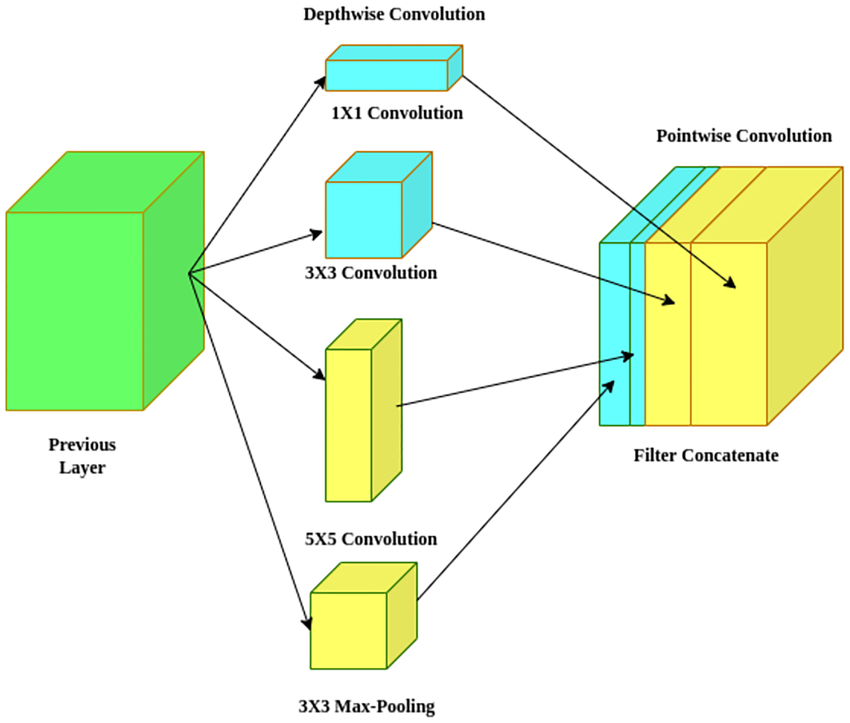 Depthwise Convolution
1X1 Convolution
Pointwise Convolution
3X3 Convolution
Previous
Layer
Filter Concatenate
5X5 Convolution
3X3 Max-Pooling